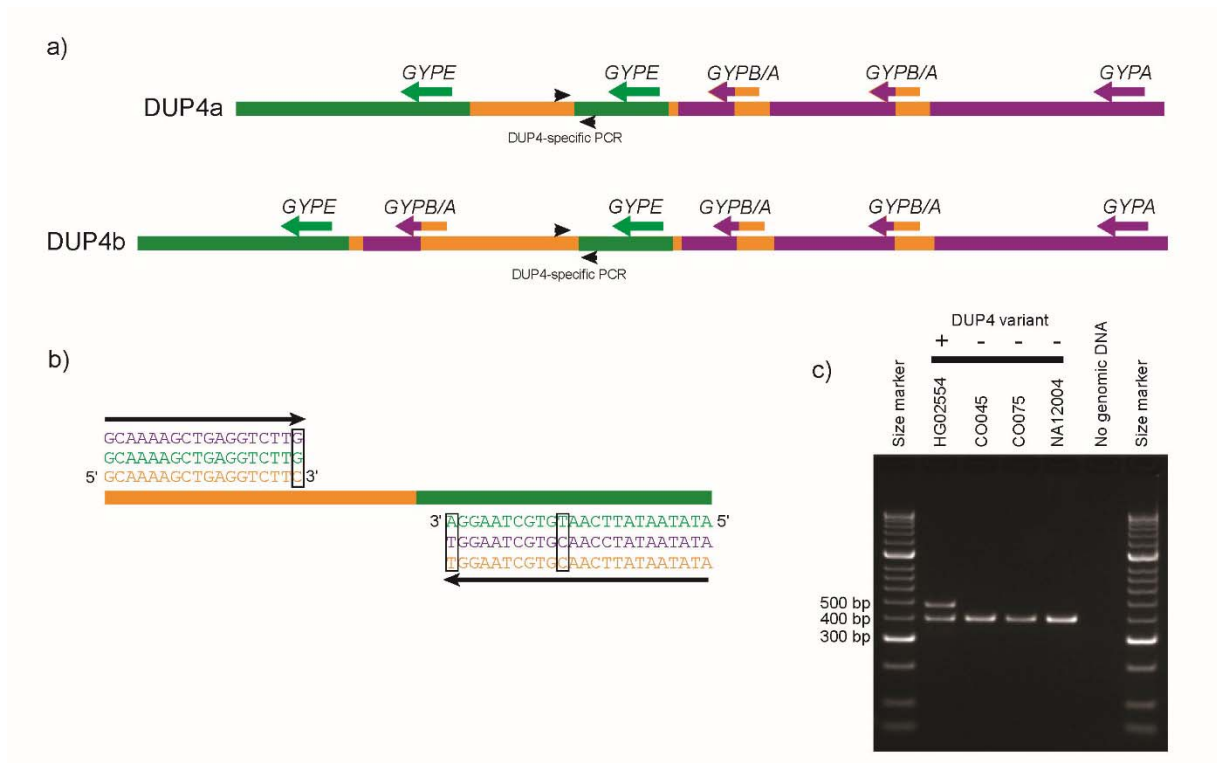 a)
GYPE GYPE GYPB/A GYPB/A GYPA
DUP4a
DUP4-specific PCR
GYPE GYPB/A GYPE GYPB/A GYPB/A GYPA
DUP4b
DUP4-specific PCR
b)
GCAAAAGCTGAGGTCTTG
GCAAAAGCTGAGGTCTTG
5' GCAAAAGCTGAGGTCTTC 3'
3' AGGAATCGTGTAACTTATAATATA 5'
TGGAATCGTGCAACCTATAATATA
TGGAATCGTGCAACTTATAATATA
c)
DUP4 variant
+ - - -
Size marker
HG02554
CO045
CO075
NA12004
No genomic DNA
Size marker
500 bp
400 bp
300 bp